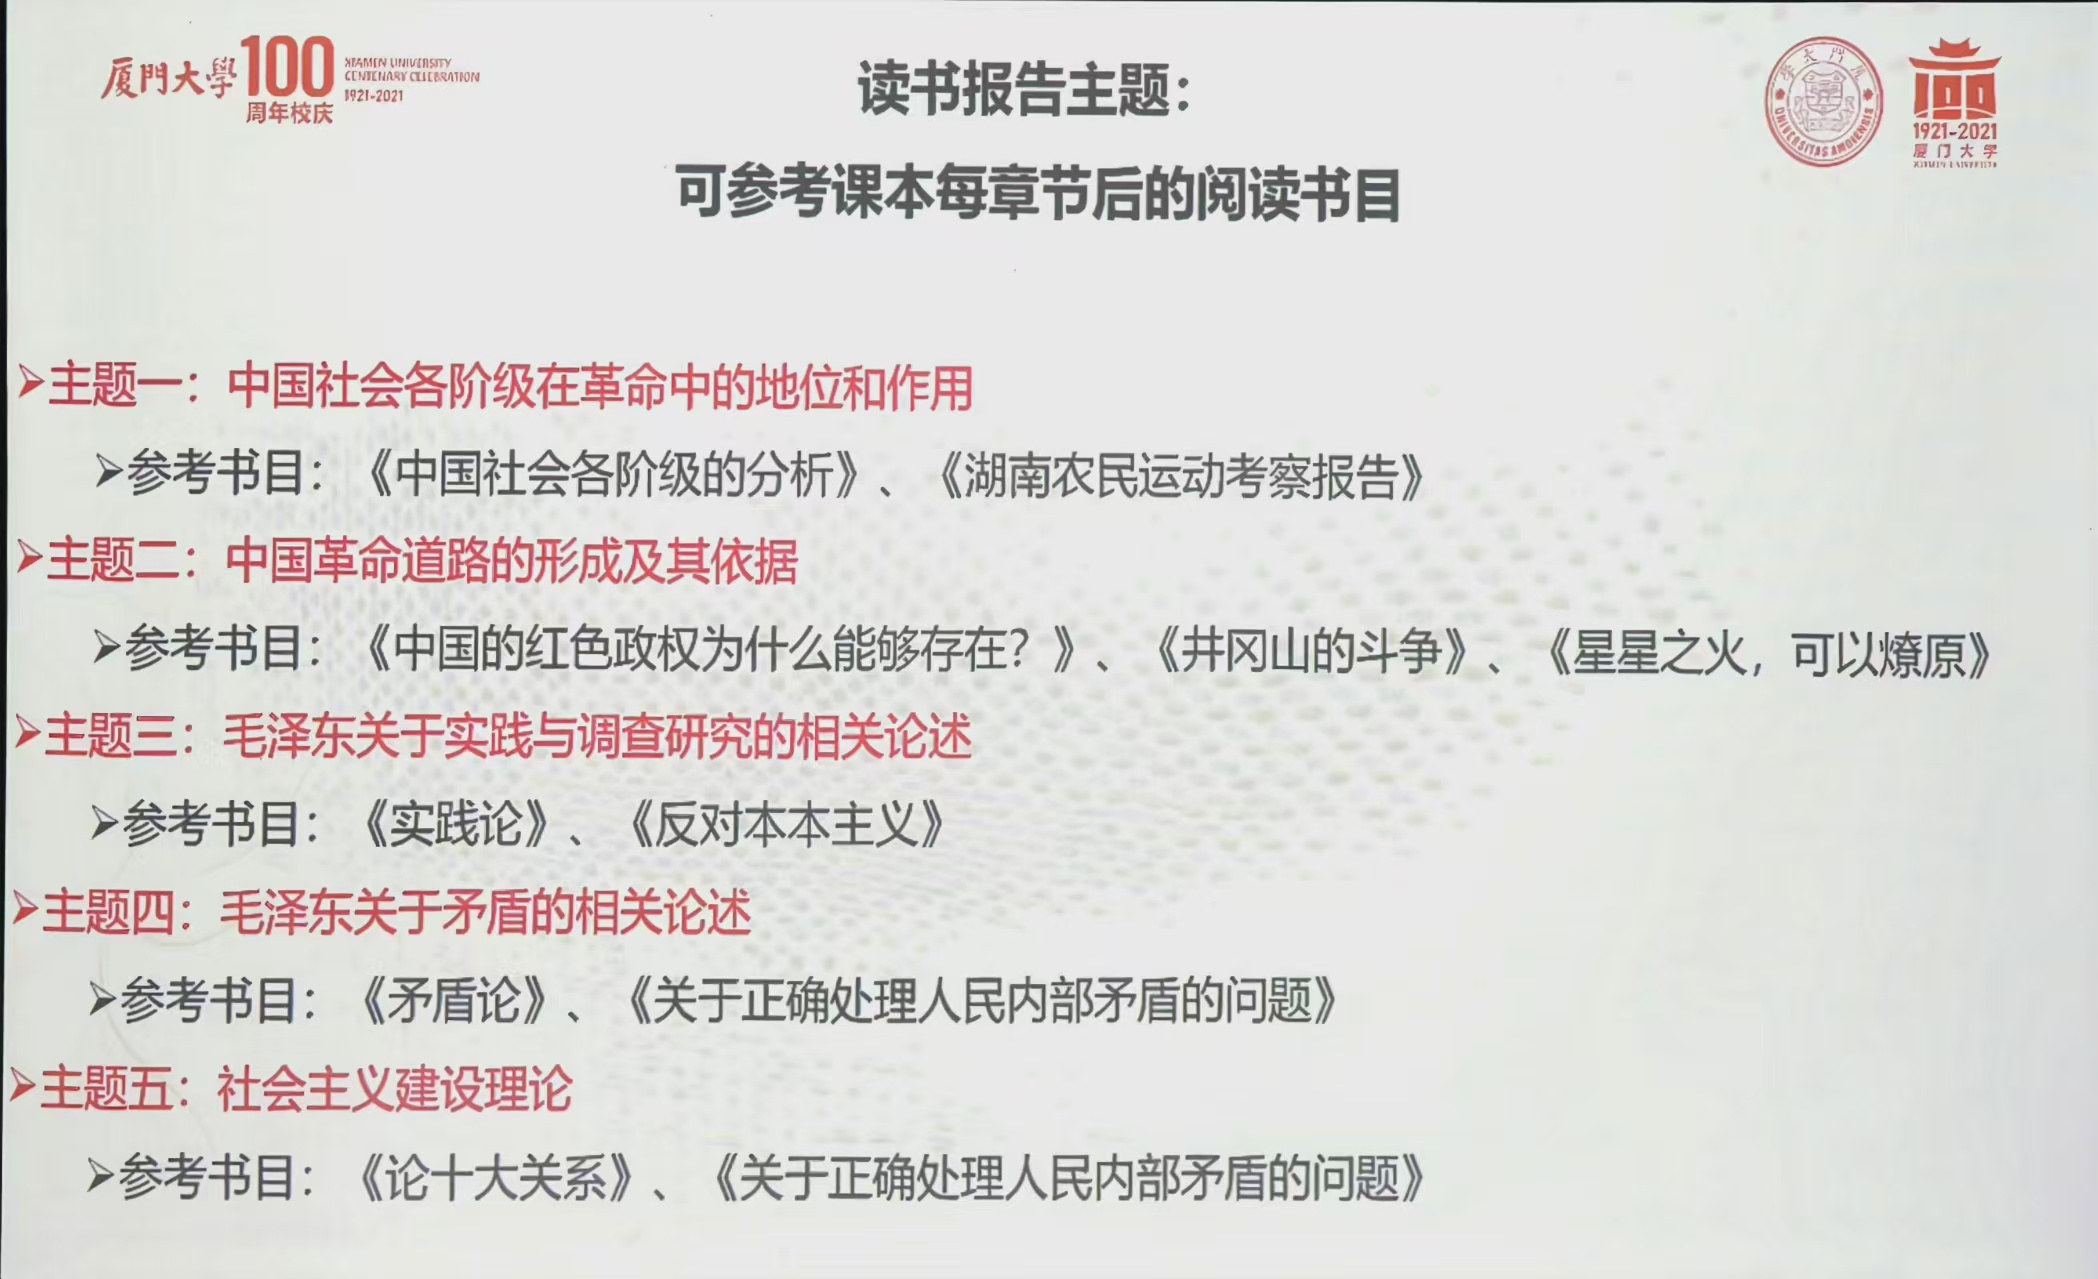 厦門大學100
周年校庆
XIAMEN UNIVERSITY
CENTENARY CELEBRATION
1921-2021
读书报告主题：
可参考课本每章节后的阅读书目
UNIVERSITAS AMOIENSIS
1921-2021
厦门大学
XIAMEN UNIVERSITY
➢主题一：中国社会各阶级在革命中的地位和作用
➢参考书目：《中国社会各阶级的分析》、《湖南农民运动考察报告》
➢主题二：中国革命道路的形成及其依据
➢参考书目：《中国的红色政权为什么能够存在？》、《井冈山的斗争》、《星星之火，可以燎原》
➢主题三：毛泽东关于实践与调查研究的相关论述
➢参考书目：《实践论》、《反对本本主义》
➢主题四：毛泽东关于矛盾的相关论述
➢参考书目：《矛盾论》、《关于正确处理人民内部矛盾的问题》
➢主题五：社会主义建设理论
➢参考书目：《论十大关系》、《关于正确处理人民内部矛盾的问题》